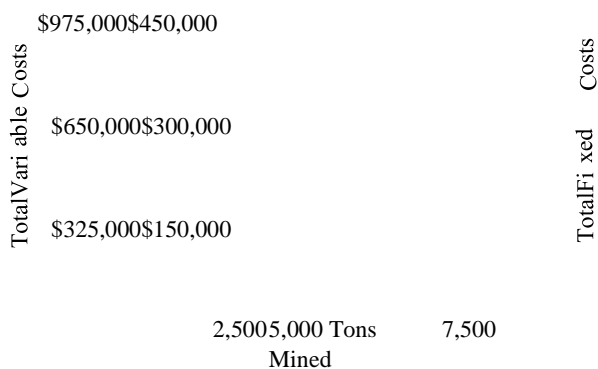 $975,000$450,000
TotalVari able Costs
$650,000$300,000
$325,000$150,000
TotalFi xed Costs
2,5005,000 Tons 7,500
Mined